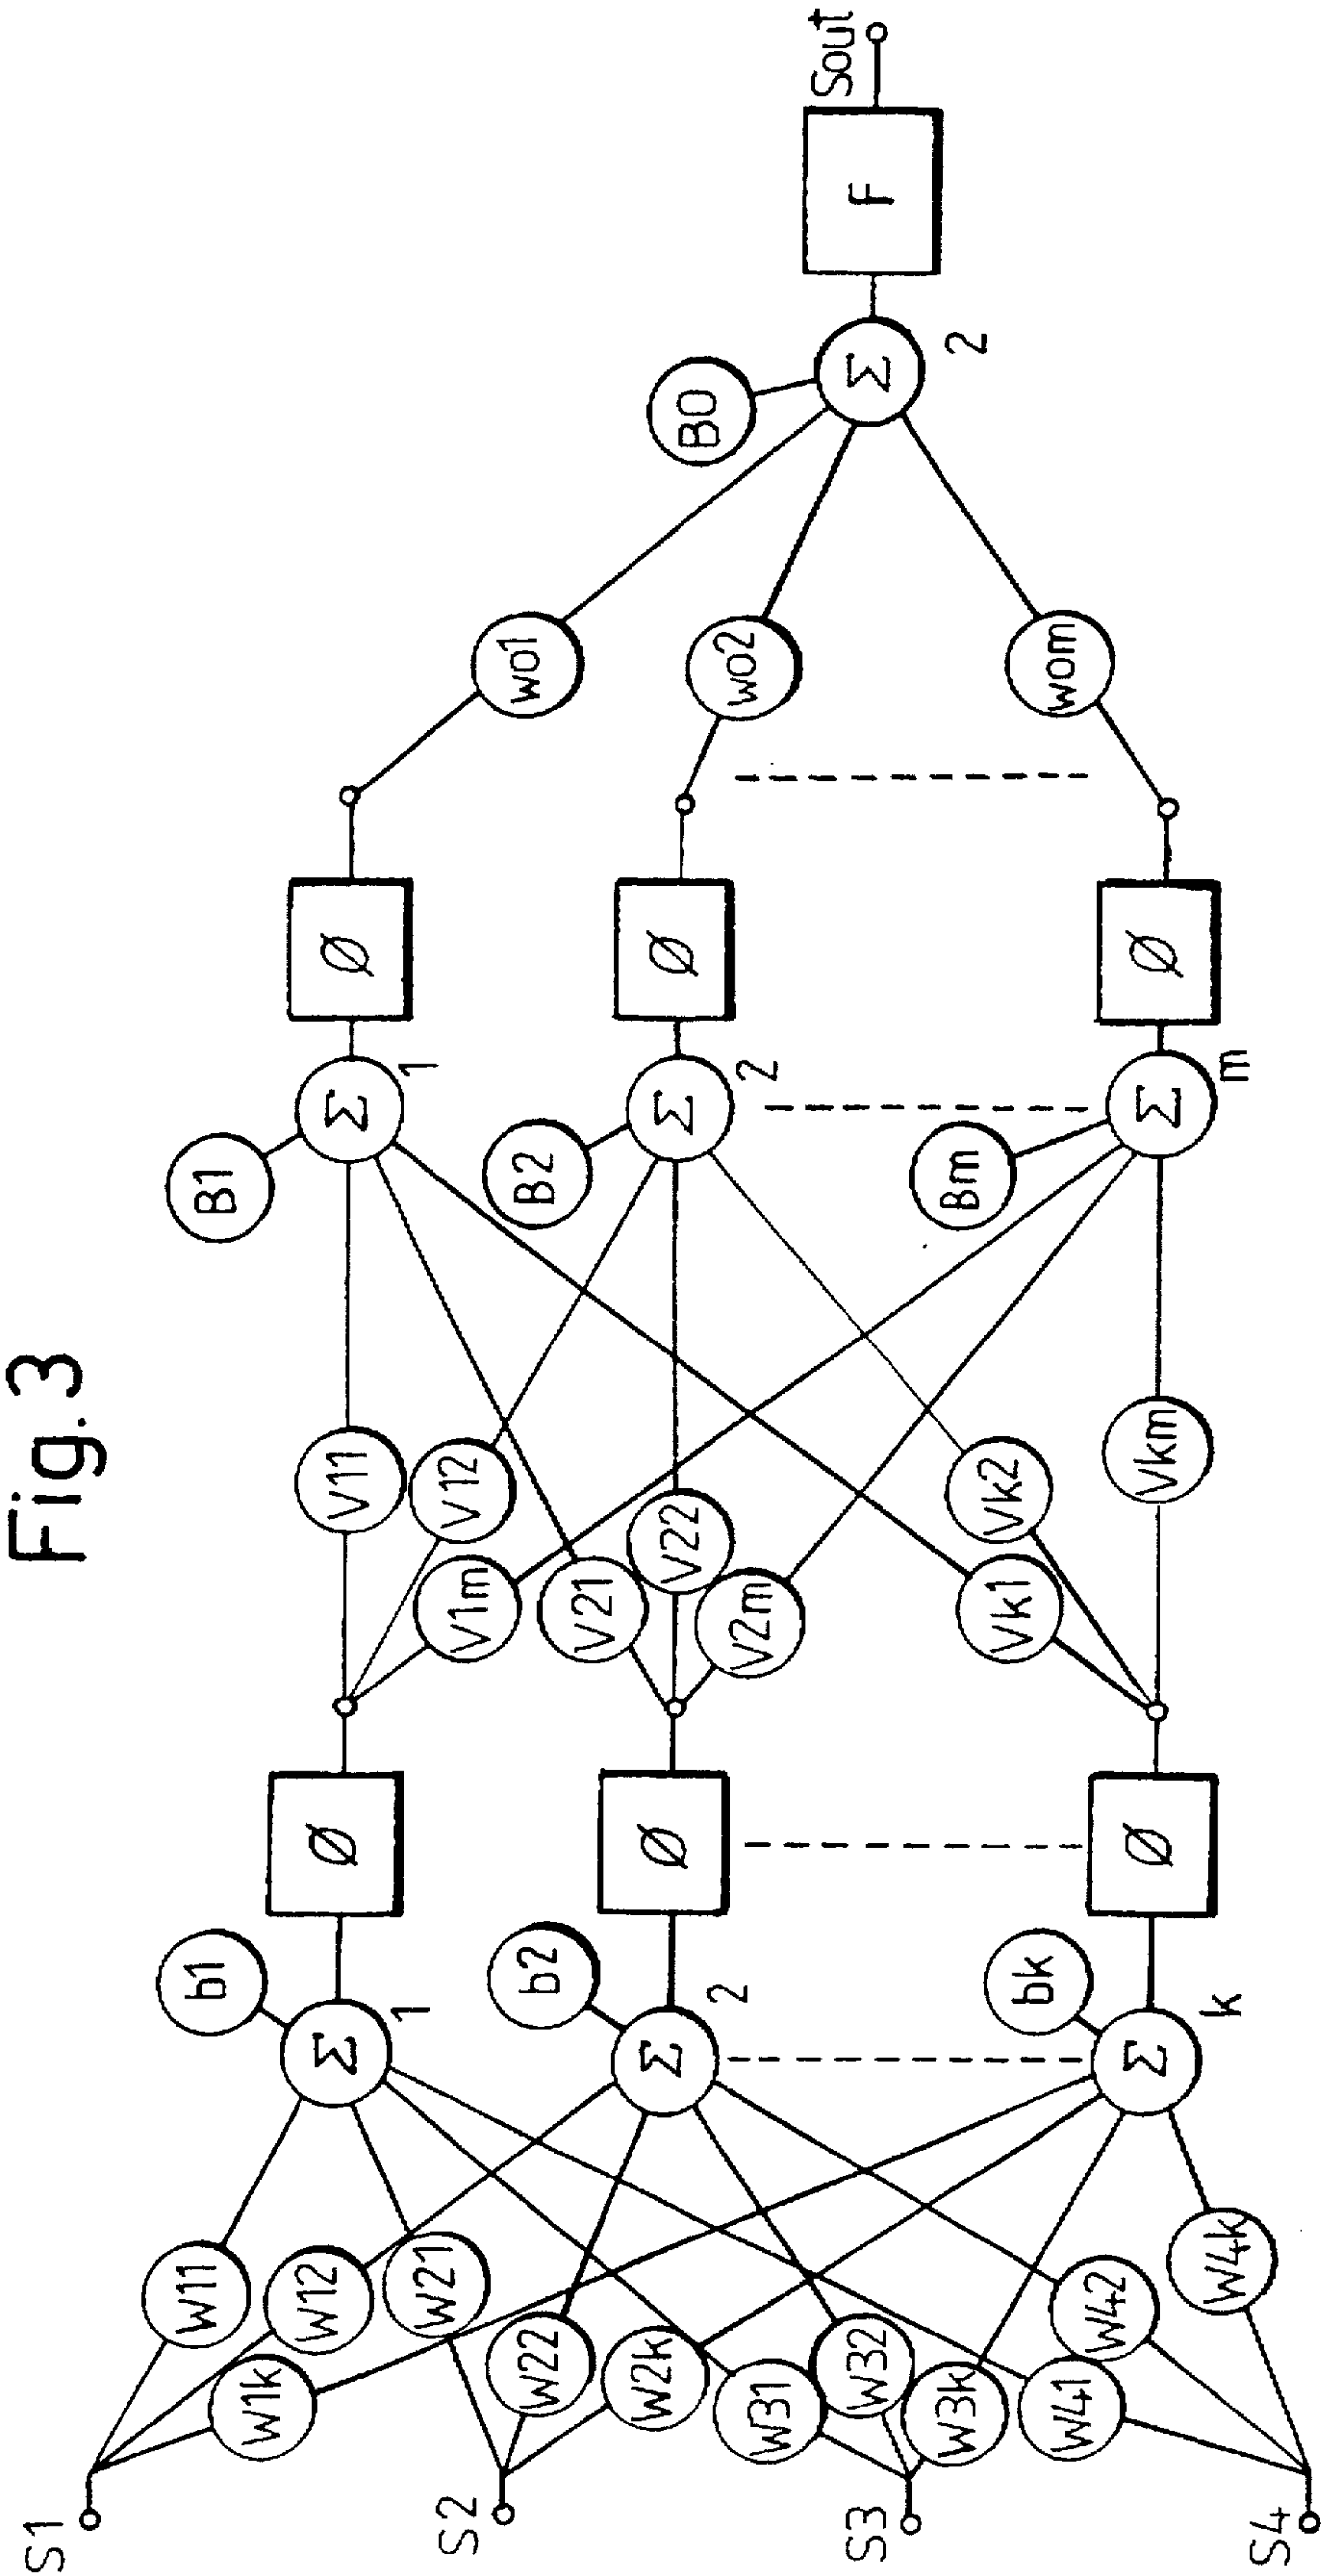 Fig.3
S1
S2
S3
S4
W11
W12
W1k
W21
W22
W2k
W31
W32
W3k
W41
W42
W4k
b1
Σ
1
b2
Σ
2
bk
Σ
k
Ø
Ø
Ø
V11
V12
V1m
V21
V22
V2m
Vk1
Vk2
Vkm
B1
Σ
1
B2
Σ
2
Bm
Σ
m
Ø
Ø
Ø
wo1
wo2
wom
B0
Σ
2
F
Sout